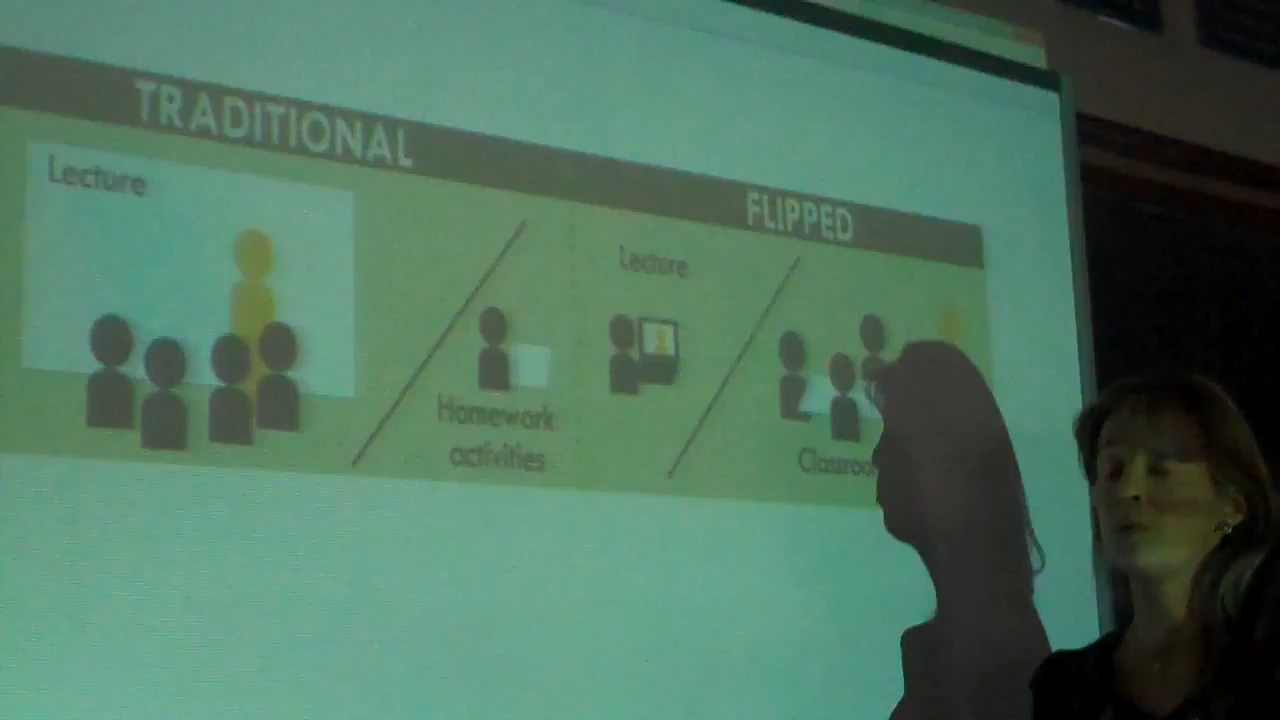 TRADITIONAL
FLIPPED
Lecture
Lecture
Homework
activities